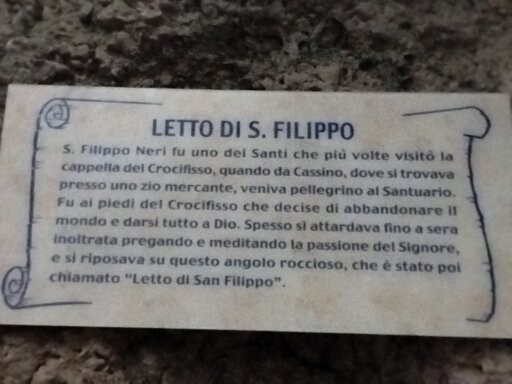 LETTO DI S. FILIPPO
S. Filippo Neri fu uno dei Santi che più volte visitò la
cappella del Crocifisso, quando da Cassino, dove si trovava
presso uno zio mercante, veniva pellegrino al Santuario.
Fu ai piedi del Crocifisso che decise di abbandonare il
mondo e darsi tutto a Dio. Spesso si attardava fino a sera
inoltrata pregando e meditando la passione del Signore,
e si riposava su questo angolo roccioso, che é stato poi
chiamato "Letto di San Filippo".